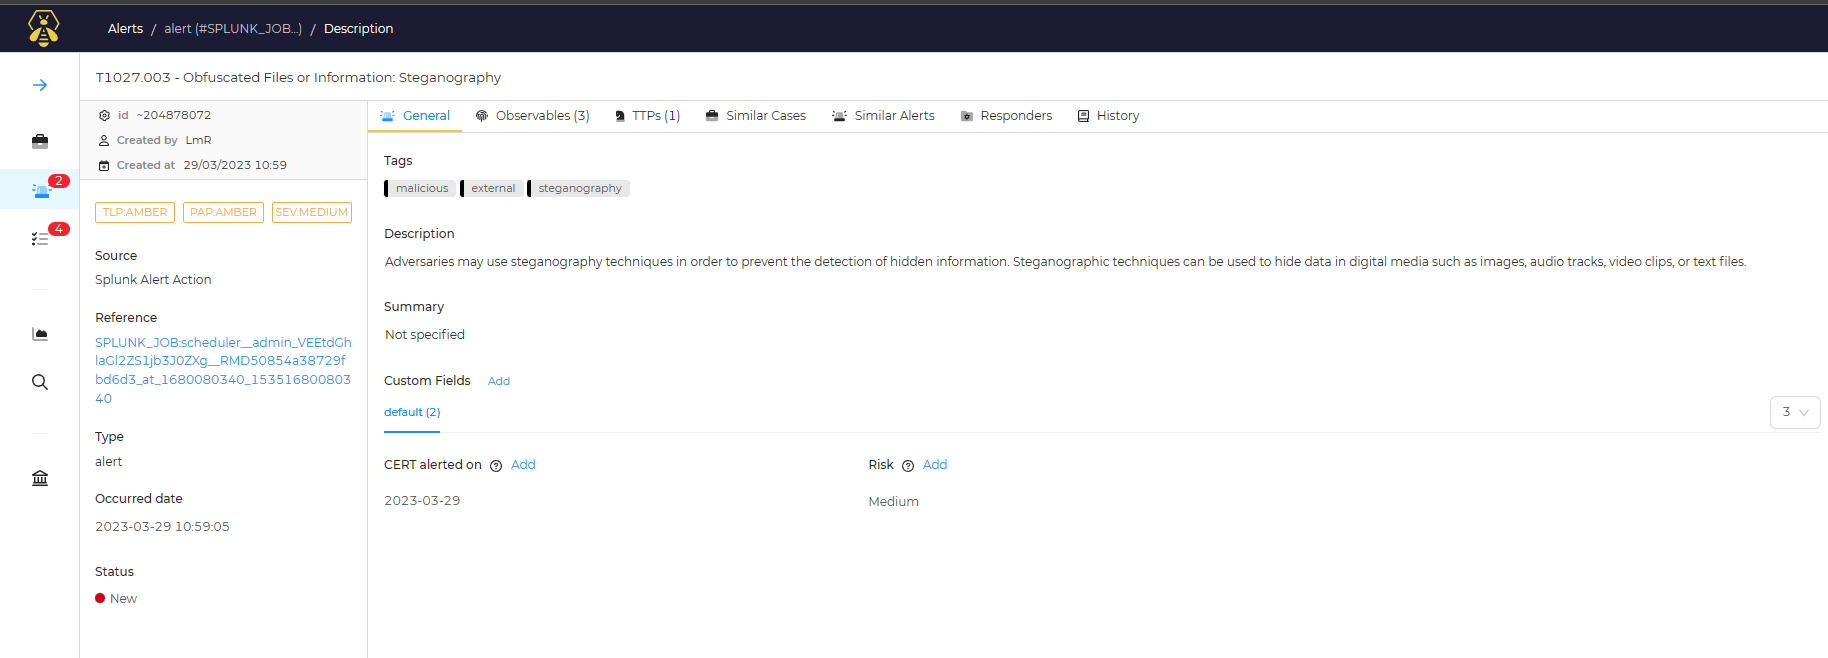 Alerts / alert (#SPLUNK_JOB...) / Description
T1027.003 - Obfuscated Files or Information: Steganography
id ~204878072
Created by LmR
Created at 29/03/2023 10:59
TLP:AMBER PAP:AMBER SEV:MEDIUM
Source
Splunk Alert Action
Reference
SPLUNK_JOB:scheduler__admin_VEEtdGh
laGl2ZS1jb3J0ZXg__RMD50854a38729f
bd6d3_at_1680080340_153516800803
40
Type
alert
Occurred date
2023-03-29 10:59:05
Status
New
2
4
General Observables (3) TTPs (1) Similar Cases Similar Alerts Responders History
Tags
malicious external steganography
Description
Adversaries may use steganography techniques in order to prevent the detection of hidden information. Steganographic techniques can be used to hide data in digital media such as images, audio tracks, video clips, or text files.
Summary
Not specified
Custom Fields Add
default (2)
3
CERT alerted on ? Add
2023-03-29
Risk ? Add
Medium